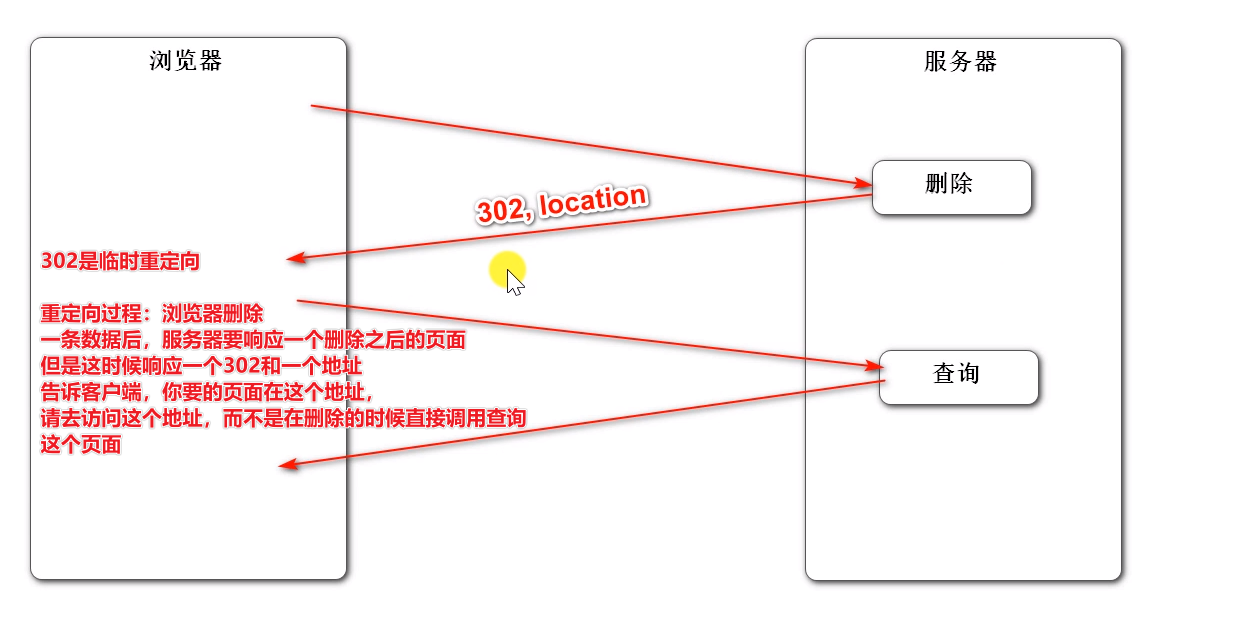 浏览器
服务器
删除
302, location
302是临时重定向
重定向过程：浏览器删除
一条数据后，服务器要响应一个删除之后的页面
但是这时候响应一个302和一个地址
告诉客户端，你要的页面在这个地址，
查询
请去访问这个地址，而不是在删除的时候直接调用查询
这个页面